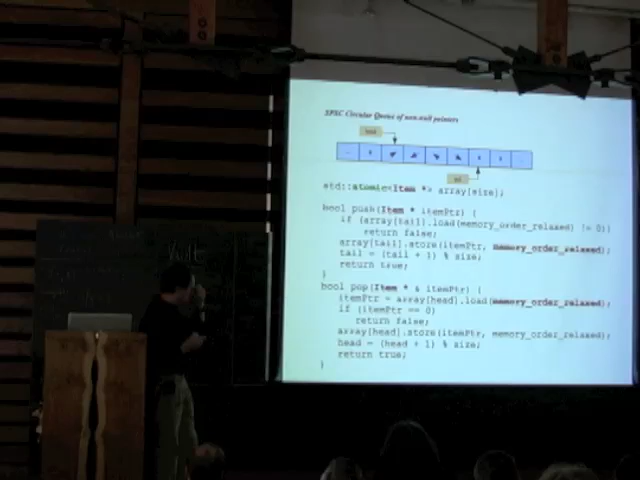 SPSC Circular Queue of non-null pointers
head
tail
std::atomic<Item *> array[size];
bool push(Item * itemPtr) {
if (array[tail].load(memory_order_relaxed) != 0)
return false;
array[tail].store(itemPtr, memory_order_relaxed);
tail = (tail + 1) % size;
return true;
}
bool pop(Item * & itemPtr) {
itemPtr = array[head].load(memory_order_relaxed);
if (itemPtr == 0)
return false;
array[head].store(itemPtr, memory_order_relaxed);
head = (head + 1) % size;
return true;
}